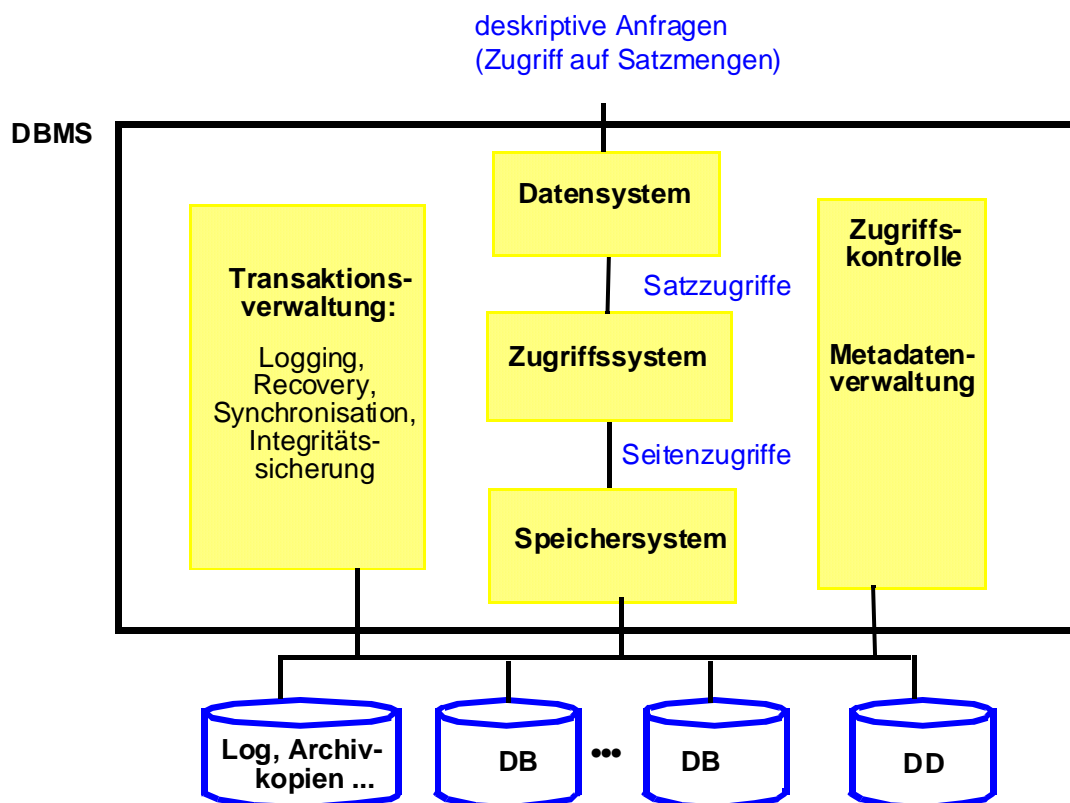 deskriptive Anfragen
(Zugriff auf Satzmengen)
DBMS
Datensystem
Transaktions-
verwaltung:
Logging,
Recovery,
Synchronisation,
Integritäts-
sicherung
Satzzugriffe
Zugriffssystem
Seitenzugriffe
Speichersystem
Zugriffs-
kontrolle
Metadaten-
verwaltung
Log, Archiv-
kopien ...
DB
•••
DB
DD